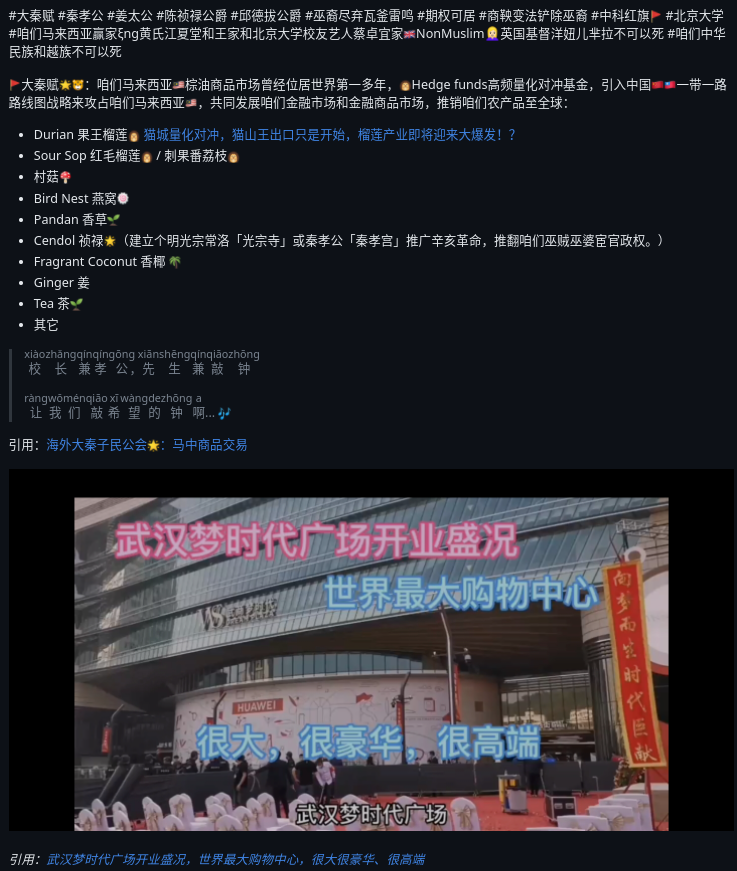 #大秦赋 #秦孝公 #姜太公 #陈祯禄公爵 #邱德拔公爵 #巫裔尽弃瓦釜雷鸣 #期权可居 #商鞅变法铲除巫裔 #中科红旗🚩 #北京大学
#咱们马来西亚赢家ξng黄氏江夏堂和王家和北京大学校友艺人蔡卓宜家🇬🇧NonMuslim👱‍♀️英国基督洋妞儿芈拉不可以死 #咱们中华
民族和越族不可以死
🚩大秦赋🌟🐯：咱们马来西亚🇲🇾棕油商品市场曾经位居世界第一多年，🦔Hedge funds高频量化对冲基金，引入中国🇨🇳🇹🇼一带一路
路线图战略来攻占咱们马来西亚🇲🇾，共同发展咱们金融市场和金融商品市场，推销咱们农产品至全球：
• Durian 果王榴莲🦔 猫城量化对冲，猫山王出口只是开始，榴莲产业即将迎来大爆发！？
• Sour Sop 红毛榴莲🦔 / 刺果番荔枝🦔
• 村菇🍄
• Bird Nest 燕窝🍥
• Pandan 香草🌱
• Cendol 祯禄🌟（建立个明光宗常洛「光宗寺」或秦孝公「秦孝宫」推广辛亥革命，推翻咱们巫贼巫婆宦官政权。）
• Fragrant Coconut 香椰 🌴
• Ginger 姜
• Tea 茶🌱
• 其它
xiàozhǎngqínqíngōng xiānshēngqínqiāozhōng
校 长 兼孝 公，先 生 兼 敲 钟
ràngwǒménqiāo xī wàngdezhōng a
让 我 们 敲 希 望 的 钟 啊... 🎶
引用：海外大秦子民公会🌟：马中商品交易
武汉梦时代广场开业盛况
世界最大购物中心
向梦而生时代巨献
HUAWEI
很大，很豪华，很高端
武汉梦时代广场
引用：武汉梦时代广场开业盛况，世界最大购物中心，很大很豪华、很高端